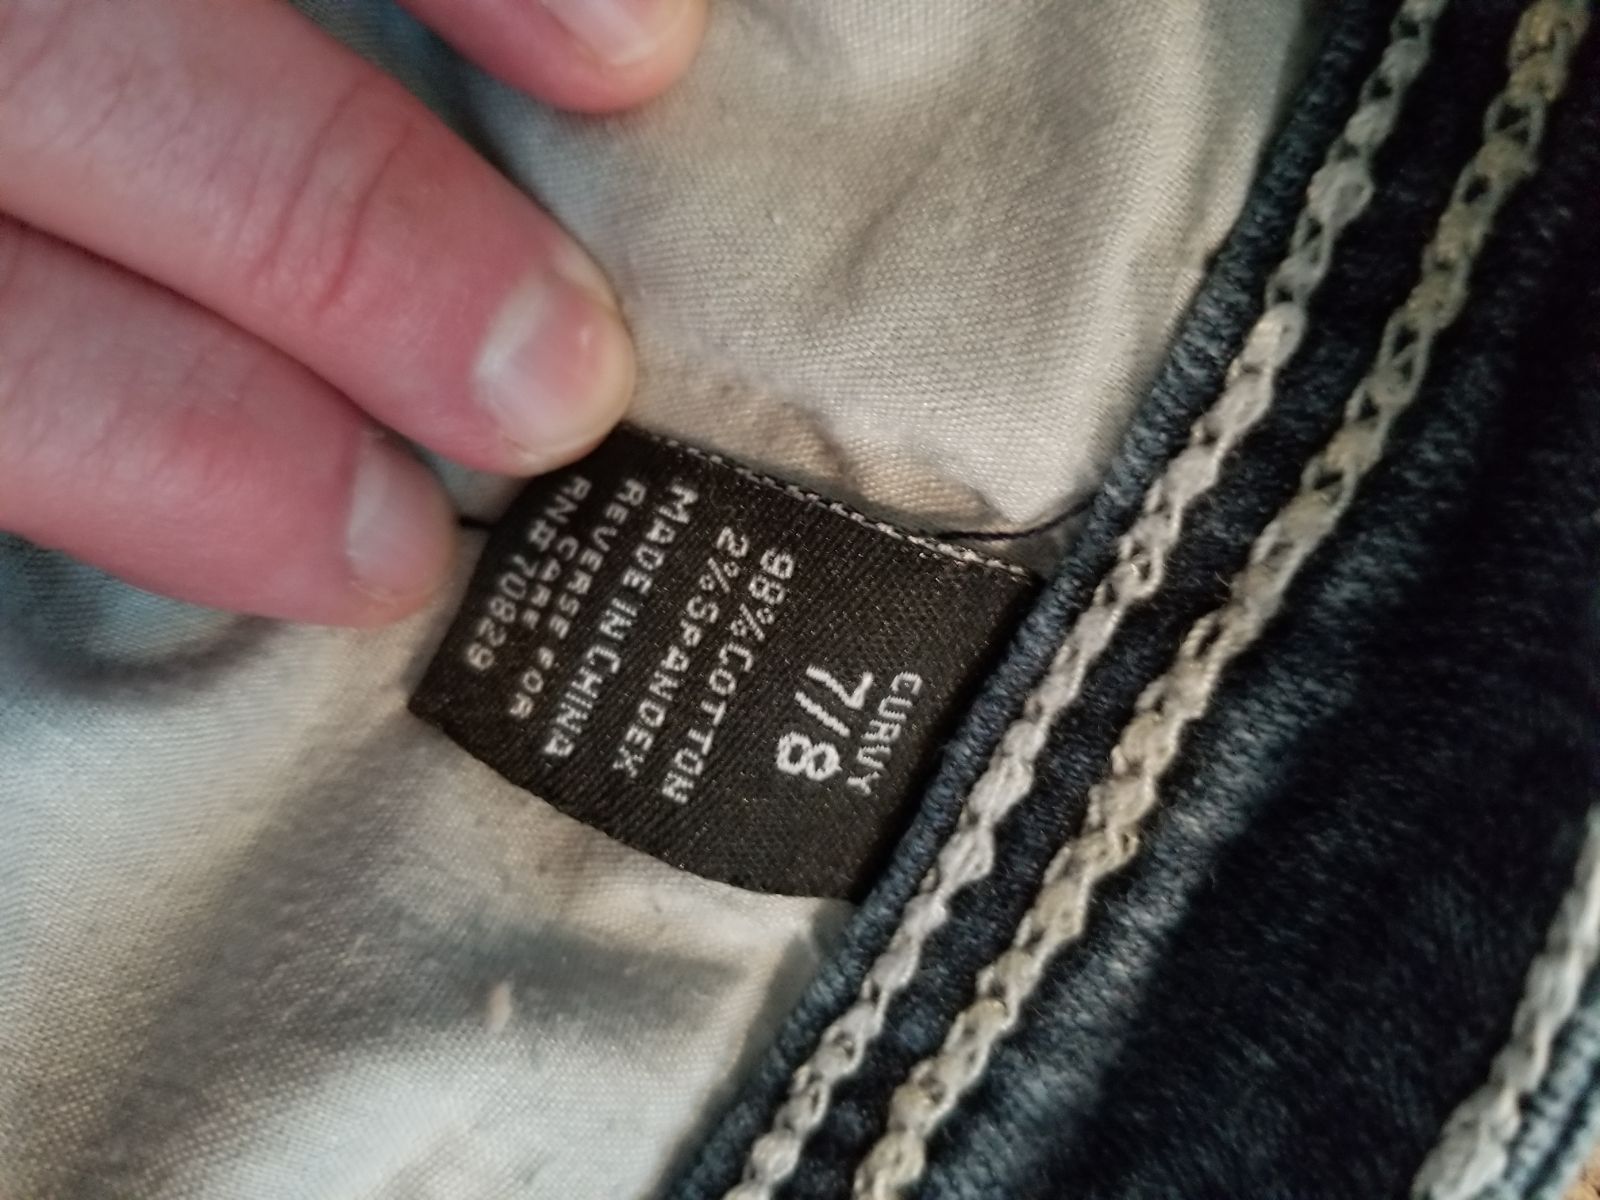 CURVY
7/8
98% COTTON
2% SPANDEX
MADE IN CHINA
REVERSE FOR
CARE
RN# 70829